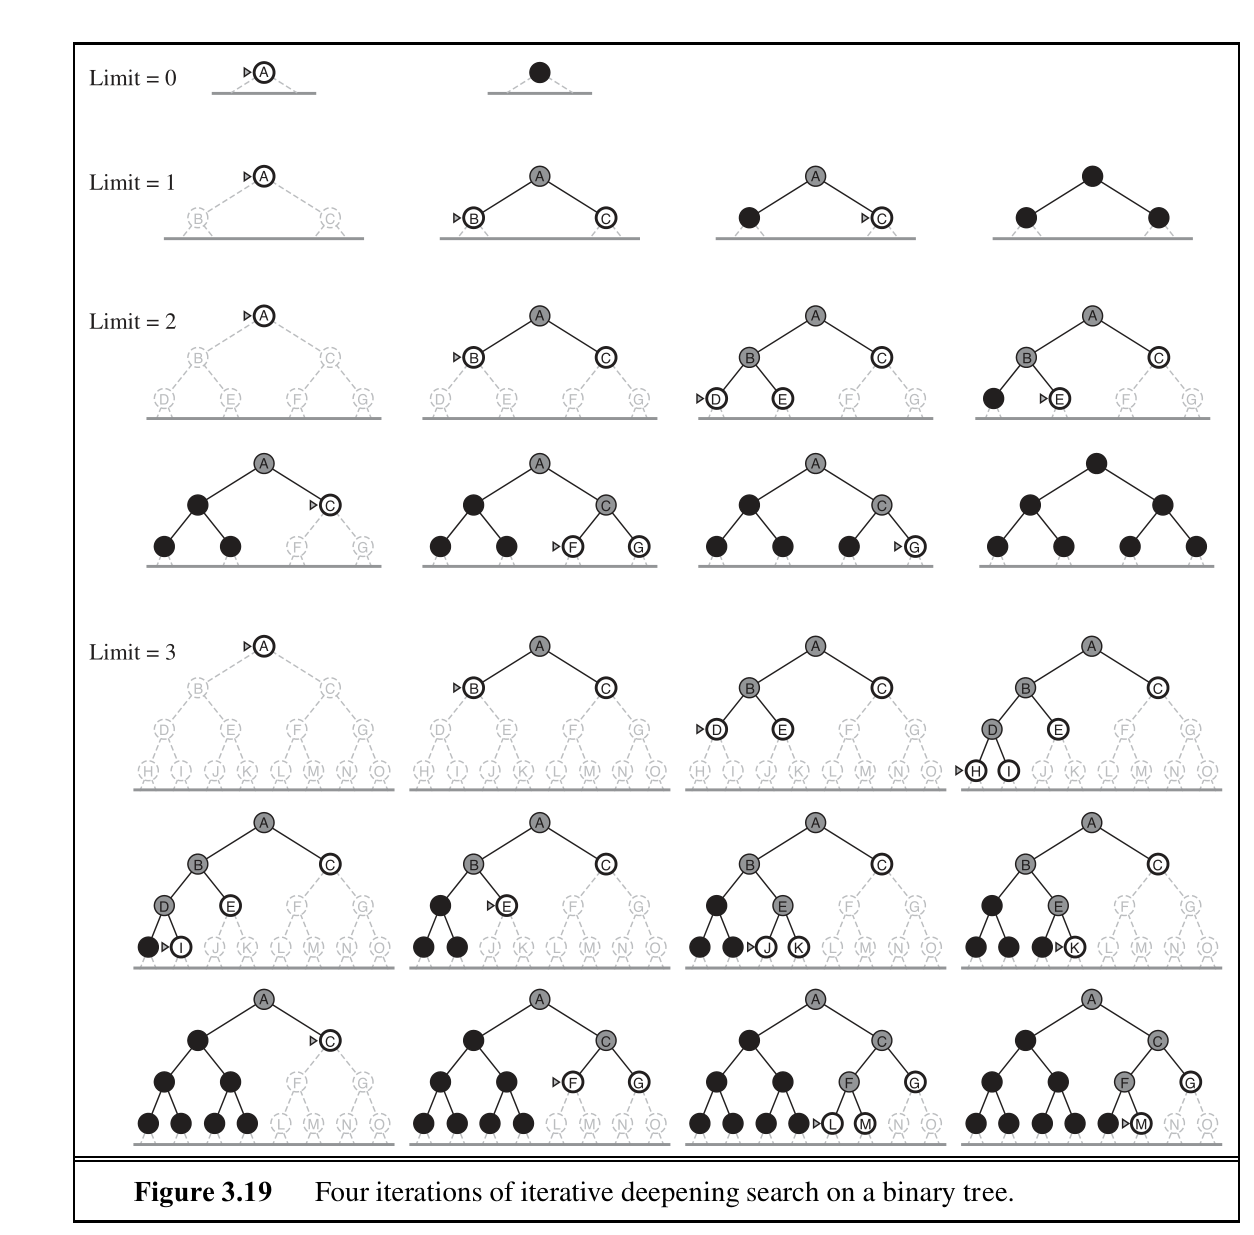 Limit = 0 A
Limit = 1 A A A
B C B C C
Limit = 2 A A A A
B C B C B C B C
D E F G D E F G D E F G E F G
A A A
C C C
F G F G G
Limit = 3 A A A A
B C B C B C B C
D E F G D E F G D E F G D E F G
H I J K L M N O H I J K L M N O H I J K L M N O H I J K L M N O
A A A A
B C B C B C B C
D E F G E F G E F G E F G
I J K L M N O J K L M N O J K L M N O K L M N O
A A A A
C C C C
F G F G F G F G
L M N O L M N O L M N O M N O
Figure 3.19 Four iterations of iterative deepening search on a binary tree.